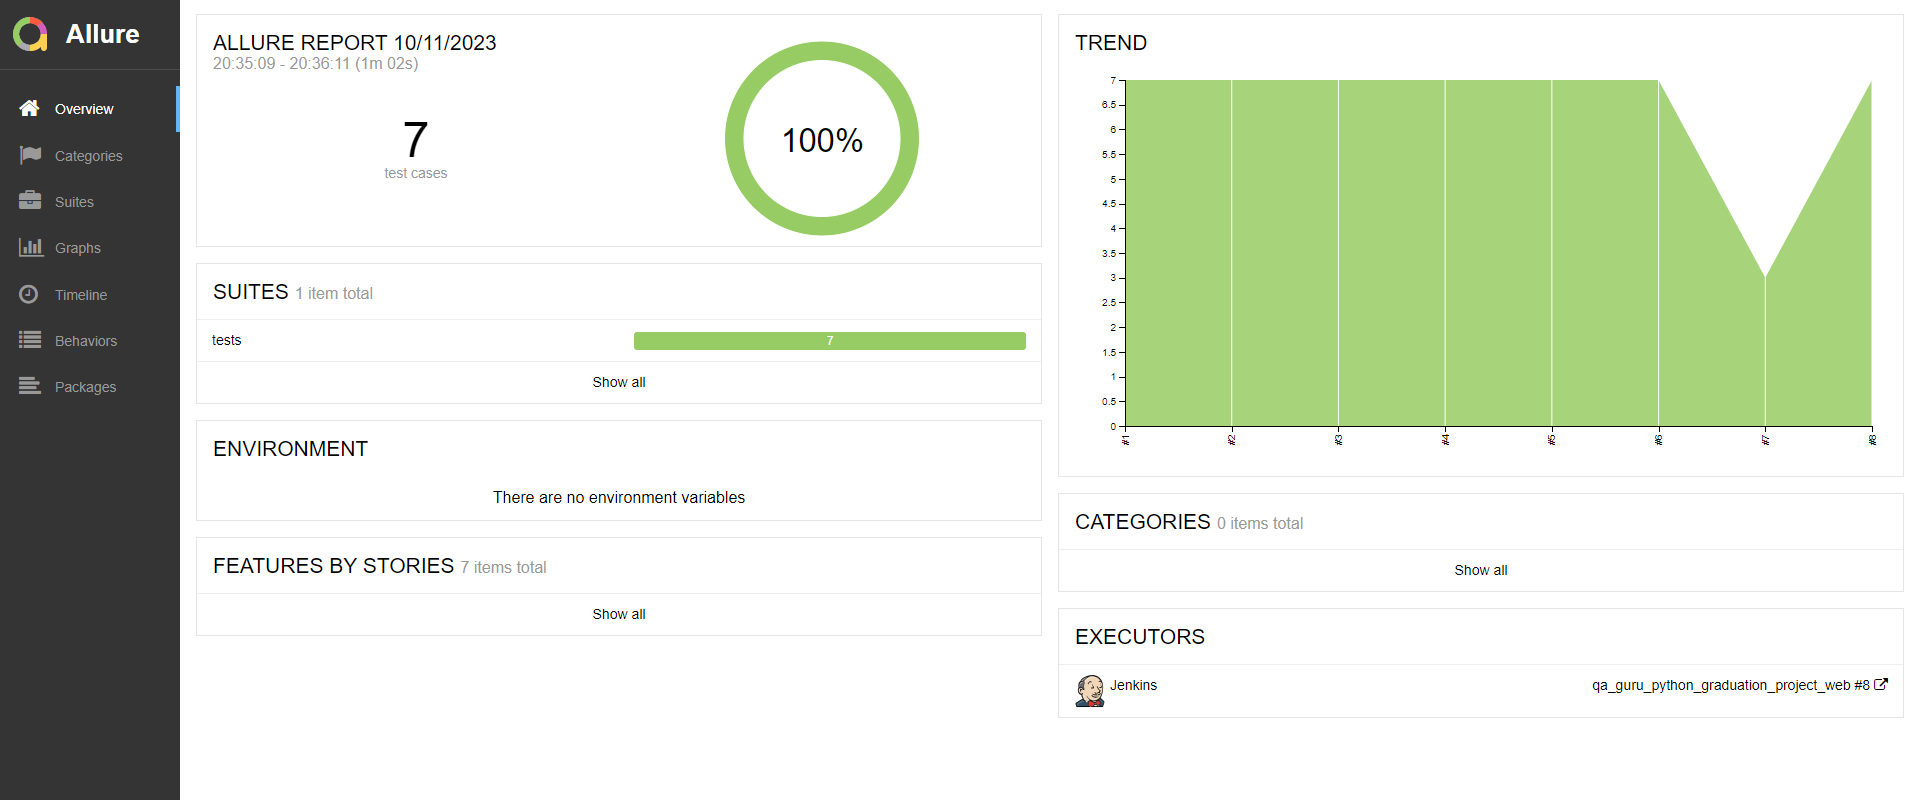 Allure
Overview
Categories
Suites
Graphs
Timeline
Behaviors
Packages
ALLURE REPORT 10/11/2023
20:35:09 - 20:36:11 (1m 02s)
7
test cases
100%
SUITES 1 item total
tests
7
Show all
ENVIRONMENT
There are no environment variables
FEATURES BY STORIES 7 items total
Show all
TREND
7
6.5
6
5.5
5
4.5
4
3.5
3
2.5
2
1.5
1
0.5
0
#1
#2
#3
#4
#5
#6
#7
#8
CATEGORIES 0 items total
Show all
EXECUTORS
Jenkins
qa_guru_python_graduation_project_web #8